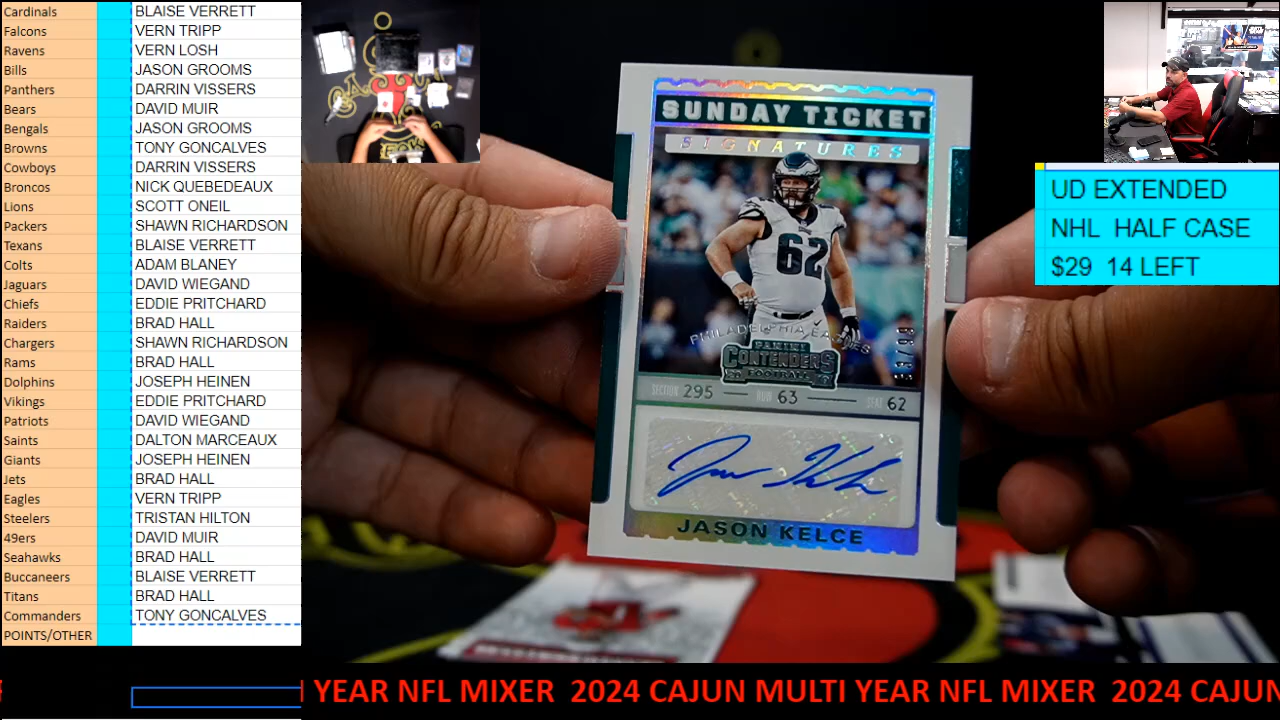 Cardinals BLAISE VERRETT
Falcons VERN TRIPP
Ravens VERN LOSH
Bills JASON GROOMS
Panthers DARRIN VISSERS
Bears DAVID MUIR
Bengals JASON GROOMS
Browns TONY GONCALVES
Cowboys DARRIN VISSERS
Broncos NICK QUEBEDEAUX
Lions SCOTT ONEIL
Packers SHAWN RICHARDSON
Texans BLAISE VERRETT
Colts ADAM BLANEY
Jaguars DAVID WIEGAND
Chiefs EDDIE PRITCHARD
Raiders BRAD HALL
Chargers SHAWN RICHARDSON
Rams BRAD HALL
Dolphins JOSEPH HEINEN
Vikings EDDIE PRITCHARD
Patriots DAVID WIEGAND
Saints DALTON MARCEAUX
Giants JOSEPH HEINEN
Jets BRAD HALL
Eagles VERN TRIPP
Steelers TRISTAN HILTON
49ers DAVID MUIR
Seahawks BRAD HALL
Buccaneers BLAISE VERRETT
Titans BRAD HALL
Commanders TONY GONCALVES
POINTS/OTHER
SUNDAY TICKET
SIGNATURES
62
PHILADELPHIA EAGLES
PANINI
CONTENDERS
FOOTBALL
SECTION 295 — ROW 63 — SEAT 62
JASON KELCE
UD EXTENDED
NHL HALF CASE
$29 14 LEFT
YEAR NFL MIXER 2024 CAJUN MULTI YEAR NFL MIXER 2024 CAJUN